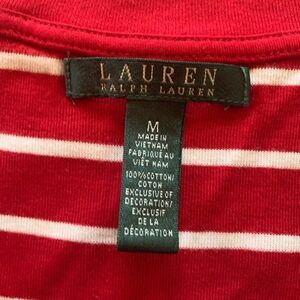 LAUREN
RALPH LAUREN
M
MADE IN
VIETNAM
FABRIQUÉ AU
VIÊT NAM
100%COTTON/
COTON
EXCLUSIVE OF
DECORATION/
EXCLUSIF
DE LA
DÉCORATION